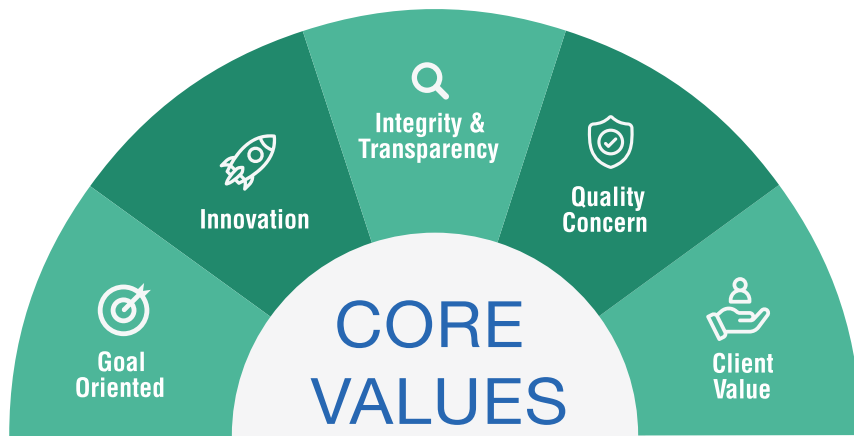 Goal
Oriented
Innovation
Integrity &
Transparency
Quality
Concern
Client
Value
CORE
VALUES